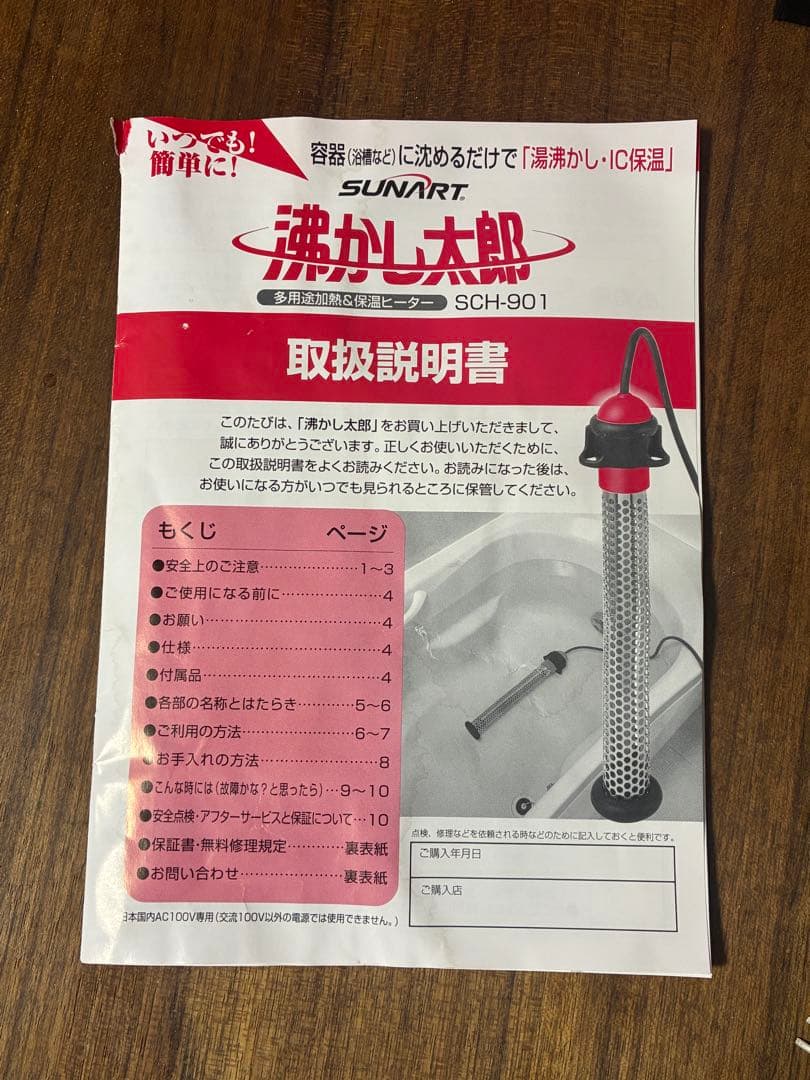 いつでも!
簡単に!
容器(浴槽など)に沈めるだけで「湯沸かし・IC保温」
SUNART®
沸かし太郎
多用途加熱&保温ヒーター SCH-901
取扱説明書
このたびは、「沸かし太郎」をお買い上げいただきまして、
誠にありがとうございます。正しくお使いいただくために、
この取扱説明書をよくお読みください。お読みになった後は、
お使いになる方がいつでも見られるところに保管してください。
もくじ ページ
●安全上のご注意…………………1〜3
●ご使用になる前に…………………4
●お願い………………………………4
●仕様…………………………………4
●付属品………………………………4
●各部の名称とはたらき…………5〜6
●ご利用の方法……………………6〜7
●お手入れの方法……………………8
●こんな時には(故障かな?と思ったら)…9〜10
●安全点検・アフターサービスと保証について…10
●保証書・無料修理規定…………裏表紙
●お問い合わせ…………………裏表紙
日本国内AC100V専用(交流100V以外の電源では使用できません。)
点検、修理などを依頼される時などのために記入しておくと便利です。
ご購入年月日
ご購入店